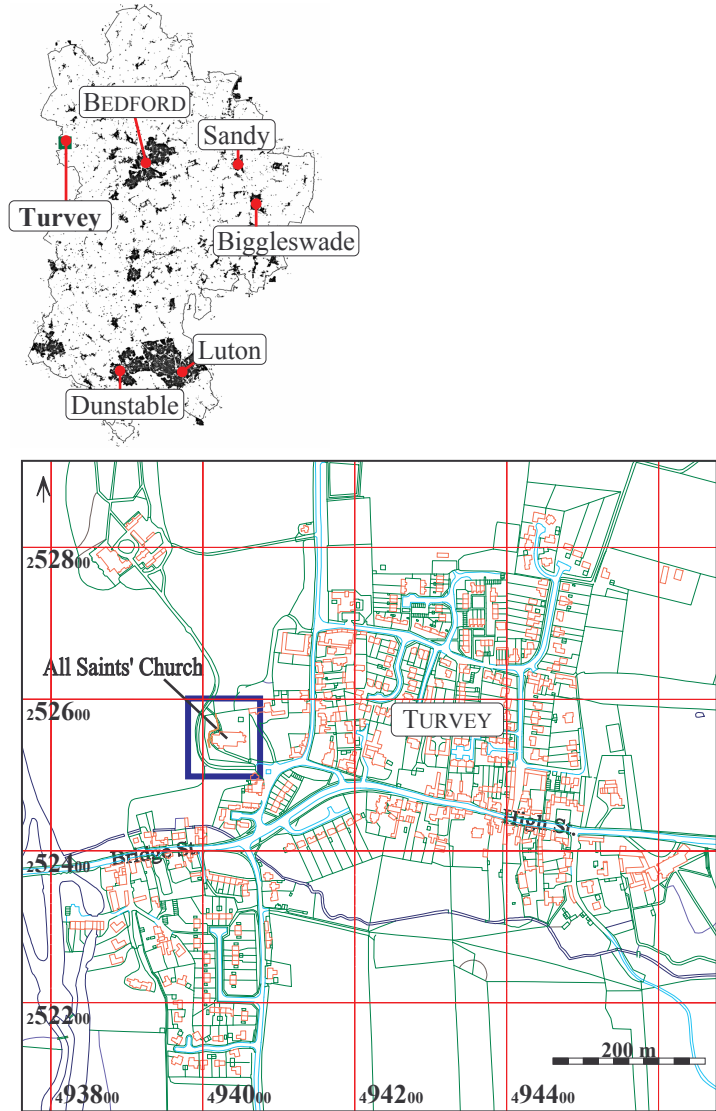 BEDFORD
Sandy
Turvey
Biggleswade
Luton
Dunstable
252800
All Saints' Church
252600
TURVEY
High St.
Bridge St.
252400
252200
200 m
493800
494000
494200
494400